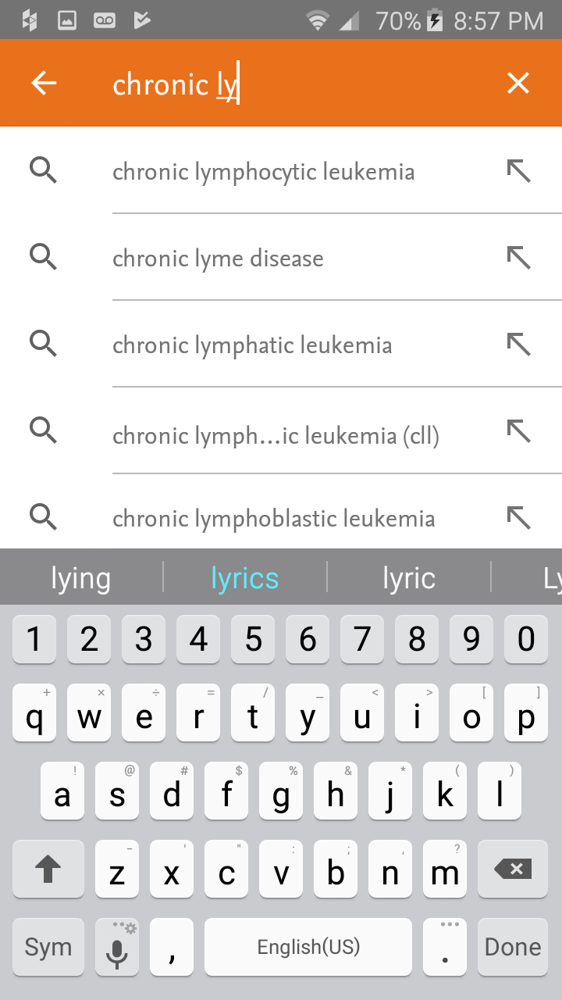 70% 8:57 PM
chronic ly
chronic lymphocytic leukemia
chronic lyme disease
chronic lymphatic leukemia
chronic lymph...ic leukemia (cll)
chronic lymphoblastic leukemia
lying lyrics lyric Ly
1 2 3 4 5 6 7 8 9 0
+ × ÷ = / _ < > [ ]
q w e r t y u i o p
! @ # $ % & * ( )
a s d f g h j k l
- ' " : ; , ?
z x c v b n m
Sym , English(US) . Done